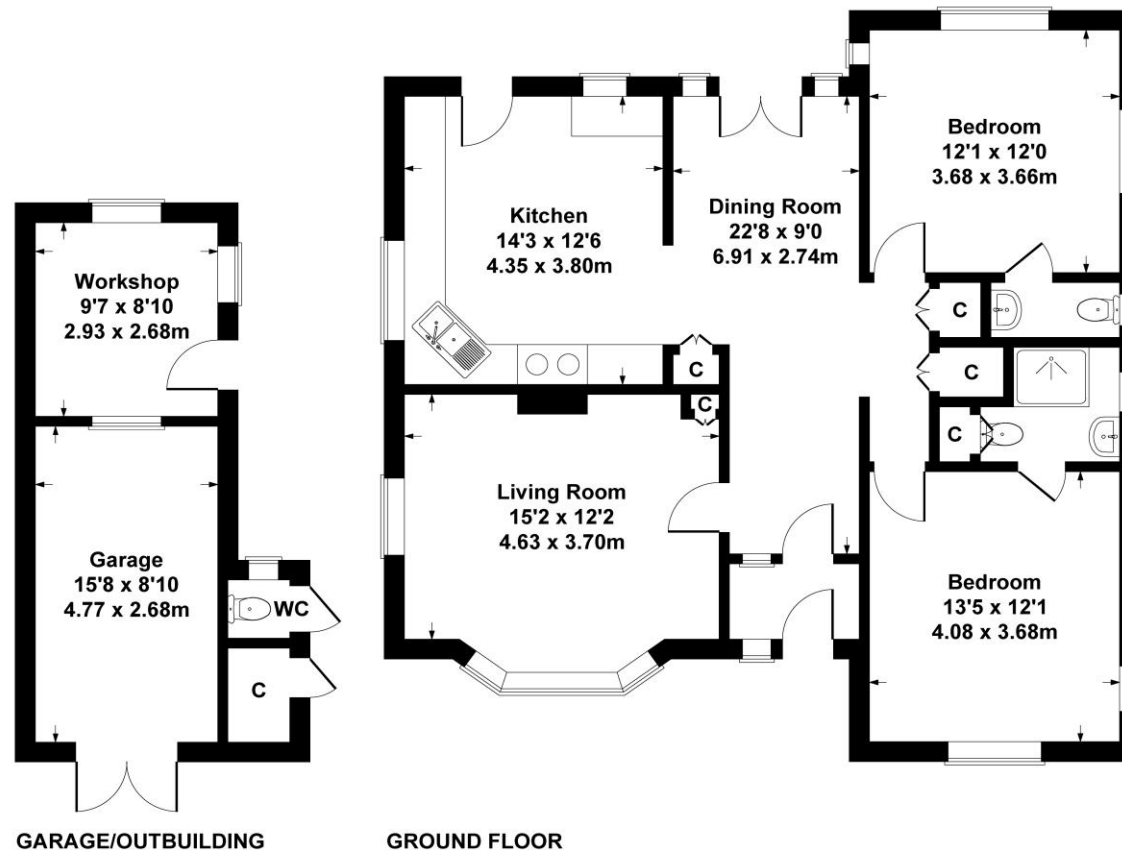 Workshop
9'7 x 8'10
2.93 x 2.68m
Garage
15'8 x 8'10
4.77 x 2.68m
WC
C
GARAGE/OUTBUILDING
Kitchen
14'3 x 12'6
4.35 x 3.80m
Dining Room
22'8 x 9'0
6.91 x 2.74m
Bedroom
12'1 x 12'0
3.68 x 3.66m
C
C
C
C
C
Living Room
15'2 x 12'2
4.63 x 3.70m
Bedroom
13'5 x 12'1
4.08 x 3.68m
GROUND FLOOR